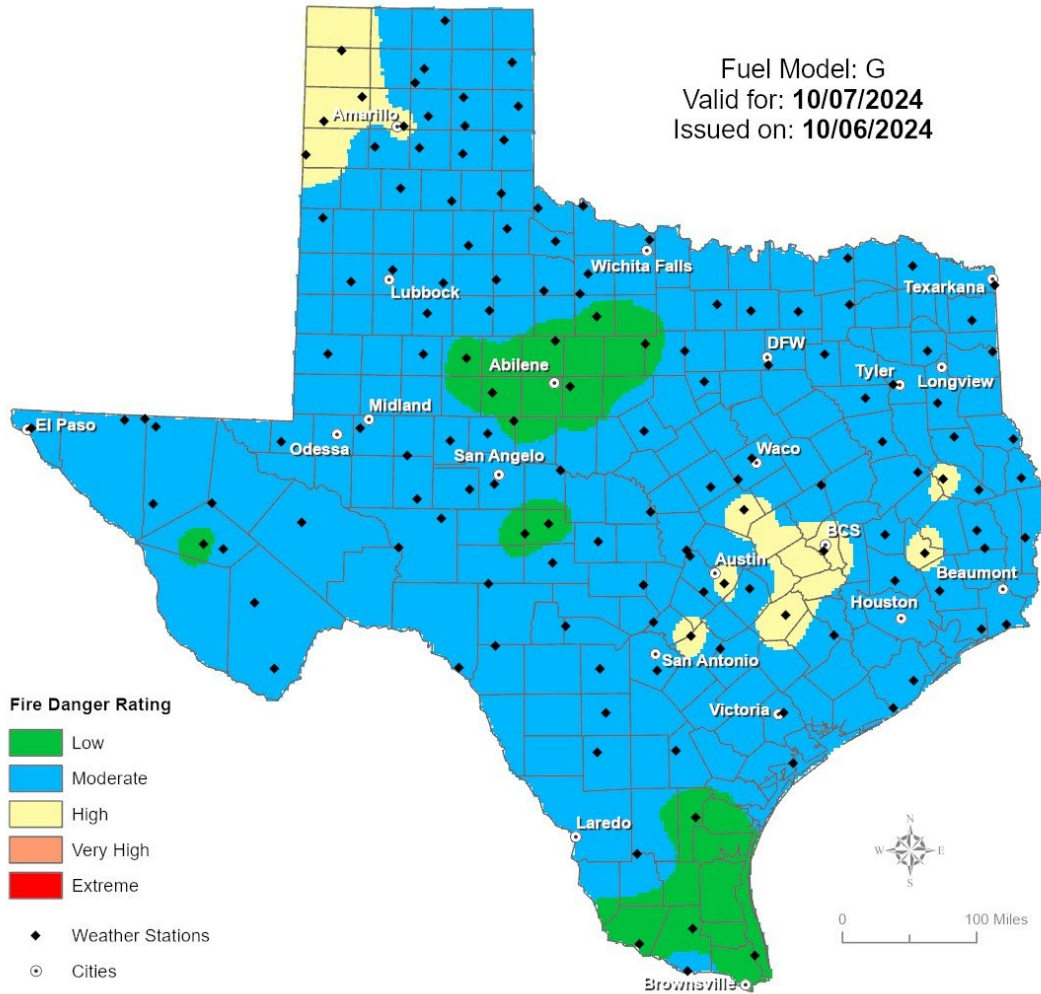 Fuel Model: G
Valid for: 10/07/2024
Issued on: 10/06/2024
Amarillo
Wichita Falls
Lubbock
Texarkana
DFW
Abilene
Tyler
Longview
Midland
El Paso
Odessa
San Angelo
Waco
BCS
Austin
Beaumont
Houston
San Antonio
Victoria
Laredo
Brownsville
Fire Danger Rating
Low
Moderate
High
Very High
Extreme
Weather Stations
Cities
N
W
E
S
0
100 Miles